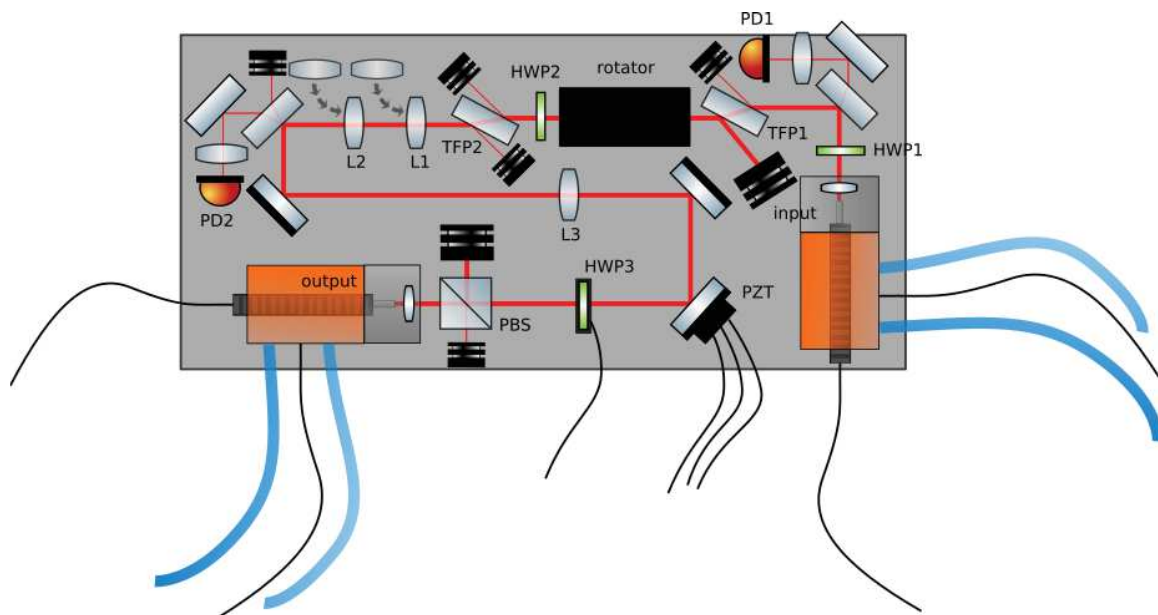 PD1
HWP2
rotator
TFP1
TFP2
HWP1
L2
L1
PD2
input
L3
HWP3
output
PZT
PBS